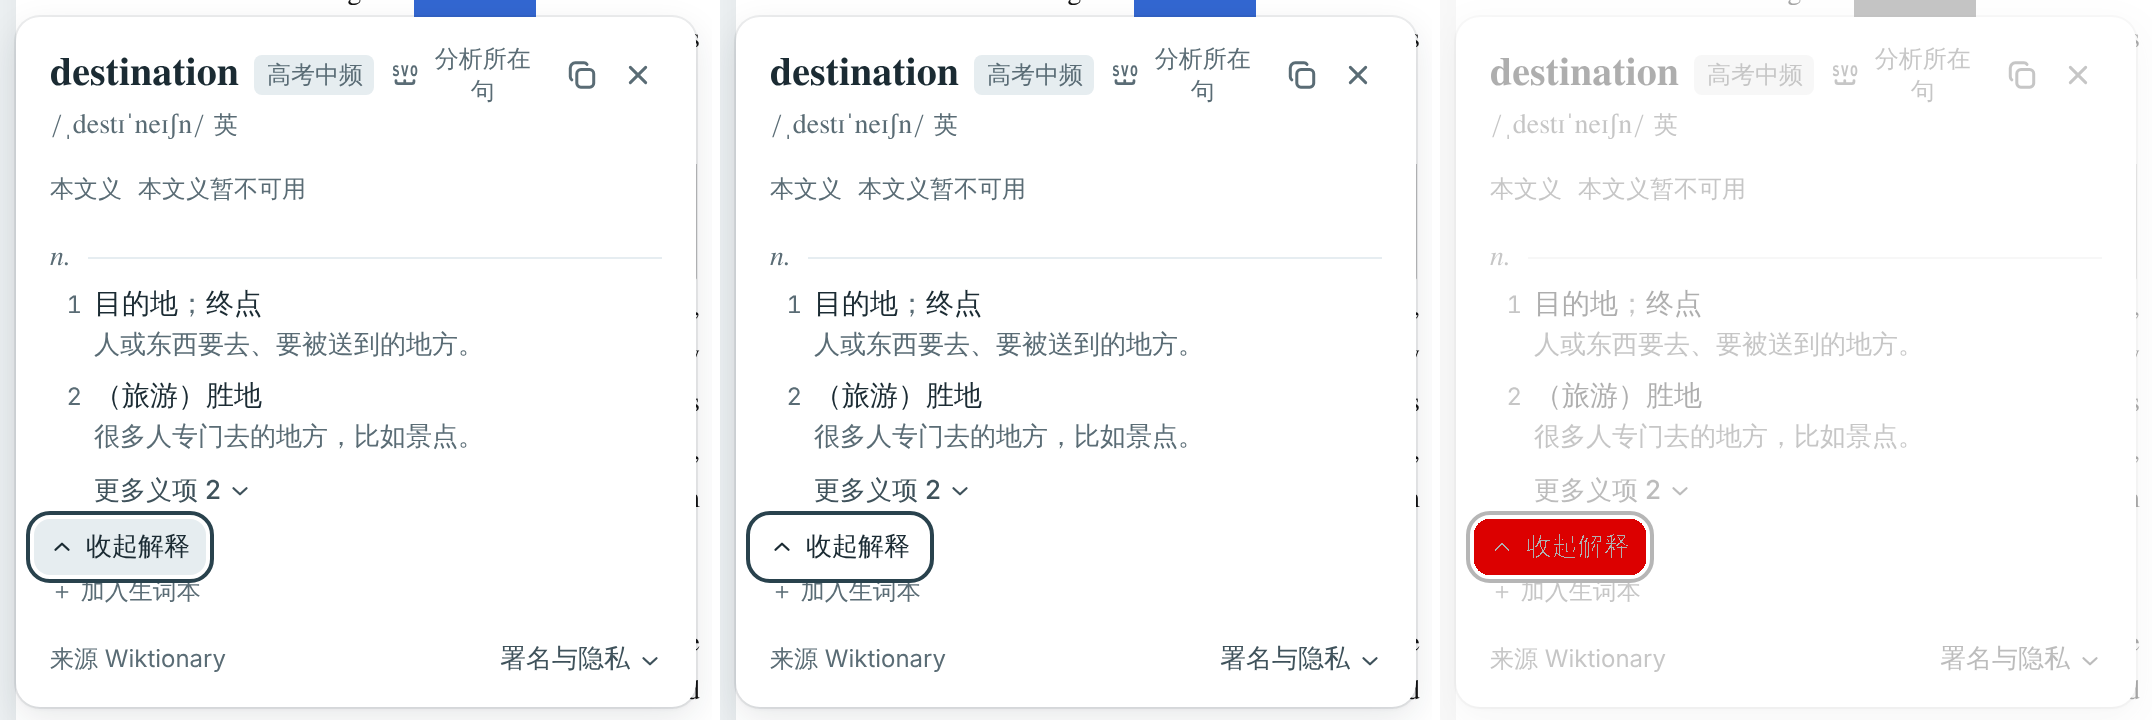 destination 高考中频 SVO 分析所在句
/ˌdestɪˈneɪʃn/ 英
本文义 本文义暂不可用
n.
1 目的地；终点
人或东西要去、要被送到的地方。
2 （旅游）胜地
很多人专门去的地方，比如景点。
更多义项 2
收起解释
+ 加入生词本
来源 Wiktionary 署名与隐私
destination 高考中频 SVO 分析所在句
/ˌdestɪˈneɪʃn/ 英
本文义 本文义暂不可用
n.
1 目的地；终点
人或东西要去、要被送到的地方。
2 （旅游）胜地
很多人专门去的地方，比如景点。
更多义项 2
收起解释
+ 加入生词本
来源 Wiktionary 署名与隐私
destination 高考中频 SVO 分析所在句
/ˌdestɪˈneɪʃn/ 英
本文义 本文义暂不可用
n.
1 目的地；终点
人或东西要去、要被送到的地方。
2 （旅游）胜地
很多人专门去的地方，比如景点。
更多义项 2
收起解释
+ 加入生词本
来源 Wiktionary 署名与隐私